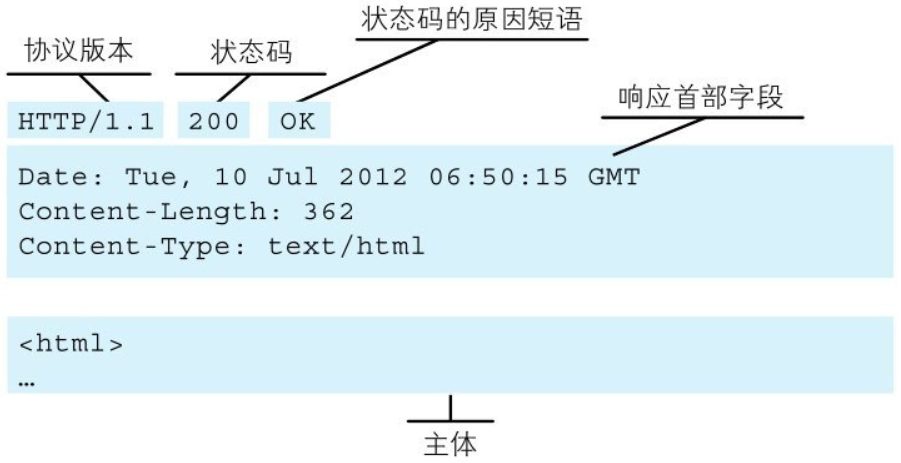 状态码的原因短语
协议版本 状态码
响应首部字段
HTTP/1.1 200 OK
Date: Tue, 10 Jul 2012 06:50:15 GMT
Content-Length: 362
Content-Type: text/html
<html>
…
主体